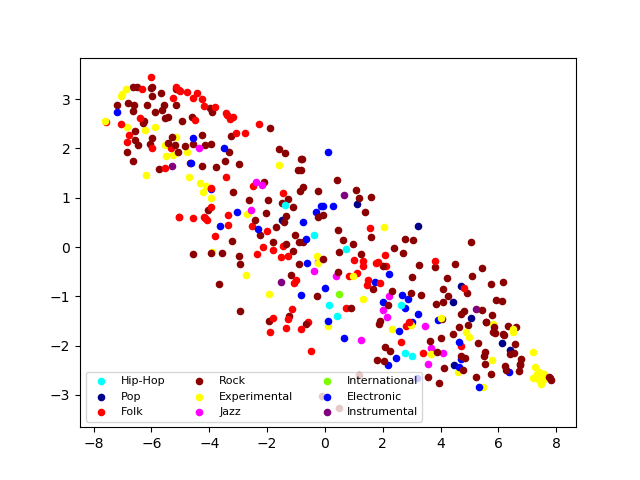 3
2
1
0
−1
−2
−3
Hip-Hop Rock International
Pop Experimental Electronic
Folk Jazz Instrumental
−8 −6 −4 −2 0 2 4 6 8